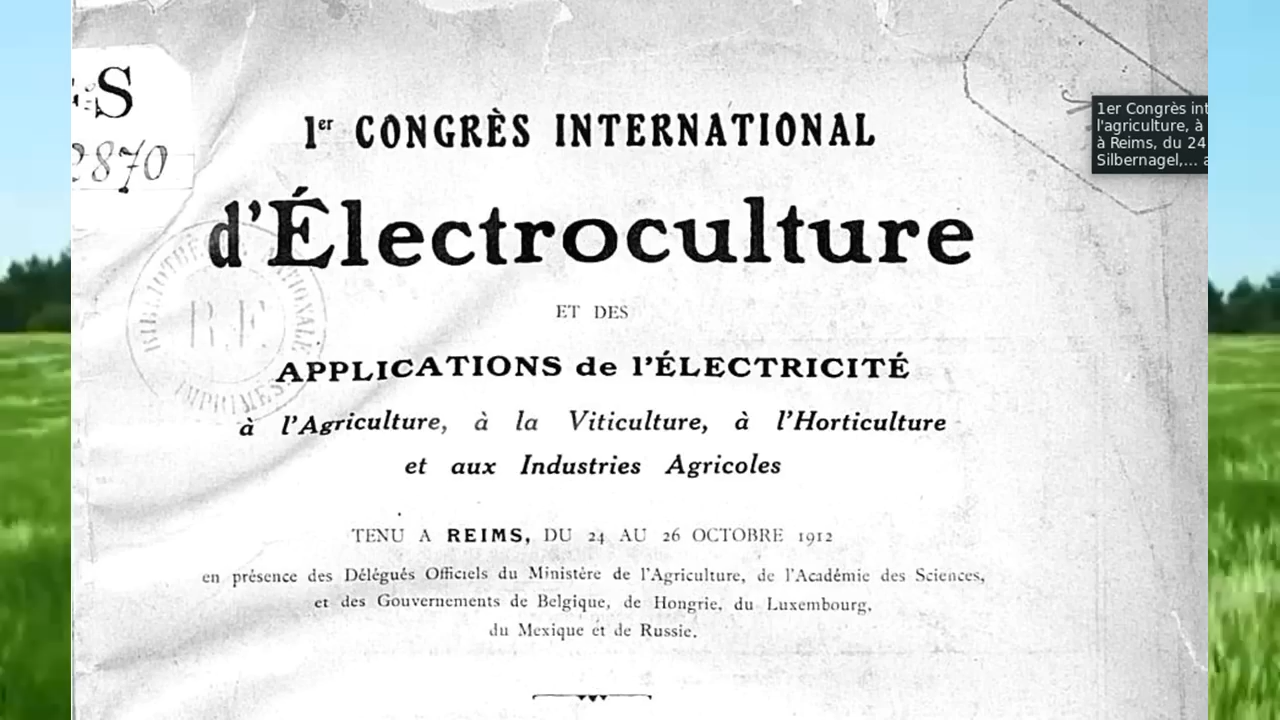 S
2870
1er CONGRÈS INTERNATIONAL
d'Électroculture
ET DES
APPLICATIONS de l'ÉLECTRICITÉ
à l'Agriculture, à la Viticulture, à l'Horticulture
et aux Industries Agricoles
TENU A REIMS, DU 24 AU 26 OCTOBRE 1912
en présence des Délégués Officiels du Ministère de l'Agriculture, de l'Académie des Sciences,
et des Gouvernements de Belgique, de Hongrie, du Luxembourg,
du Mexique et de Russie.
BIBLIOTHÈQUE NATIONALE
R.F.
IMPRIMÉS
1er Congrès int
l'agriculture, à
à Reims, du 24
Silbernagel,... a